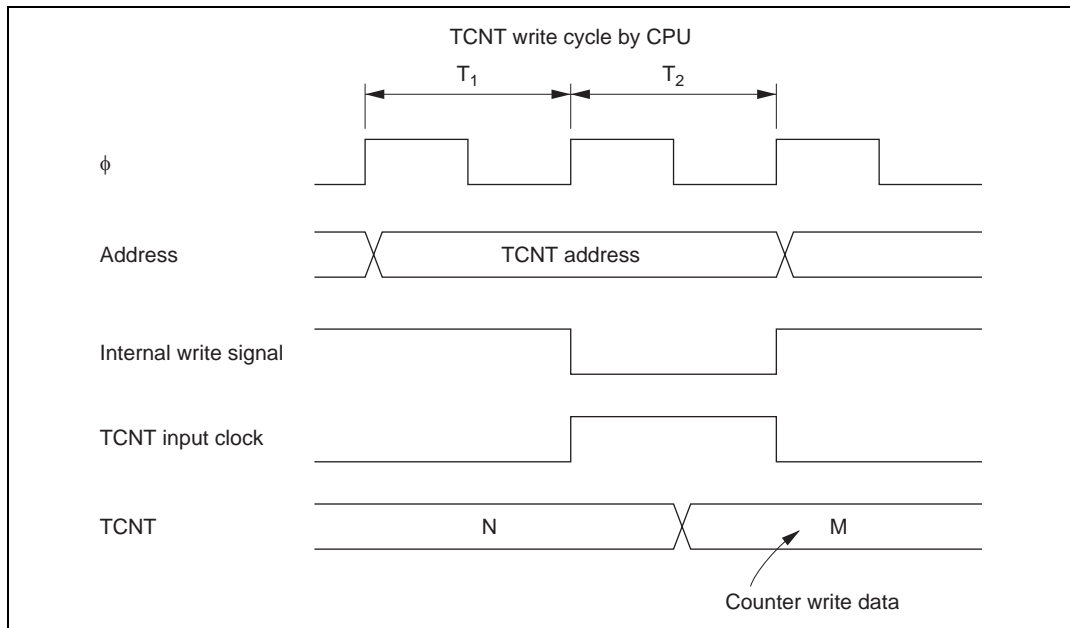 TCNT write cycle by CPU
T1 T2
ϕ
Address TCNT address
Internal write signal
TCNT input clock
TCNT N M
Counter write data